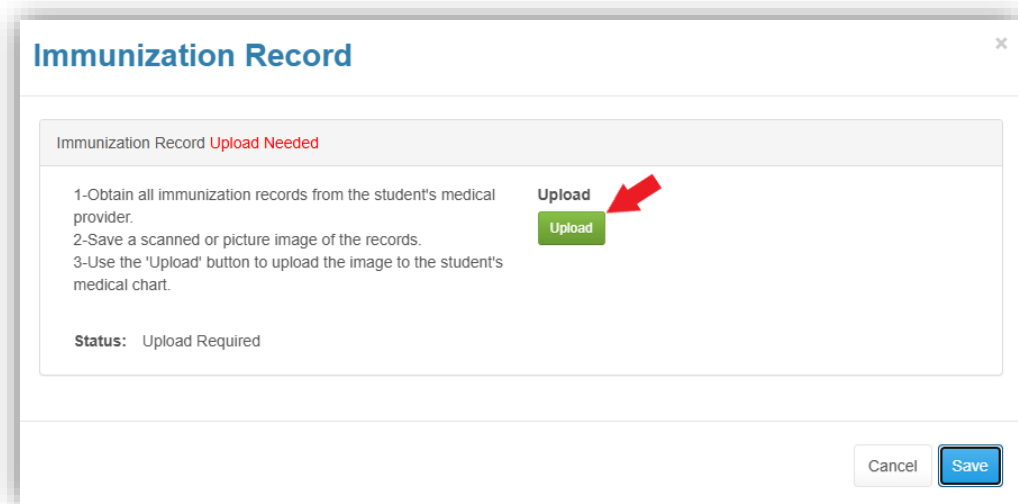 Immunization Record
×
Immunization Record Upload Needed
1-Obtain all immunization records from the student's medical
provider.
2-Save a scanned or picture image of the records.
3-Use the 'Upload' button to upload the image to the student's
medical chart.
Status: Upload Required
Upload
Upload
Cancel
Save